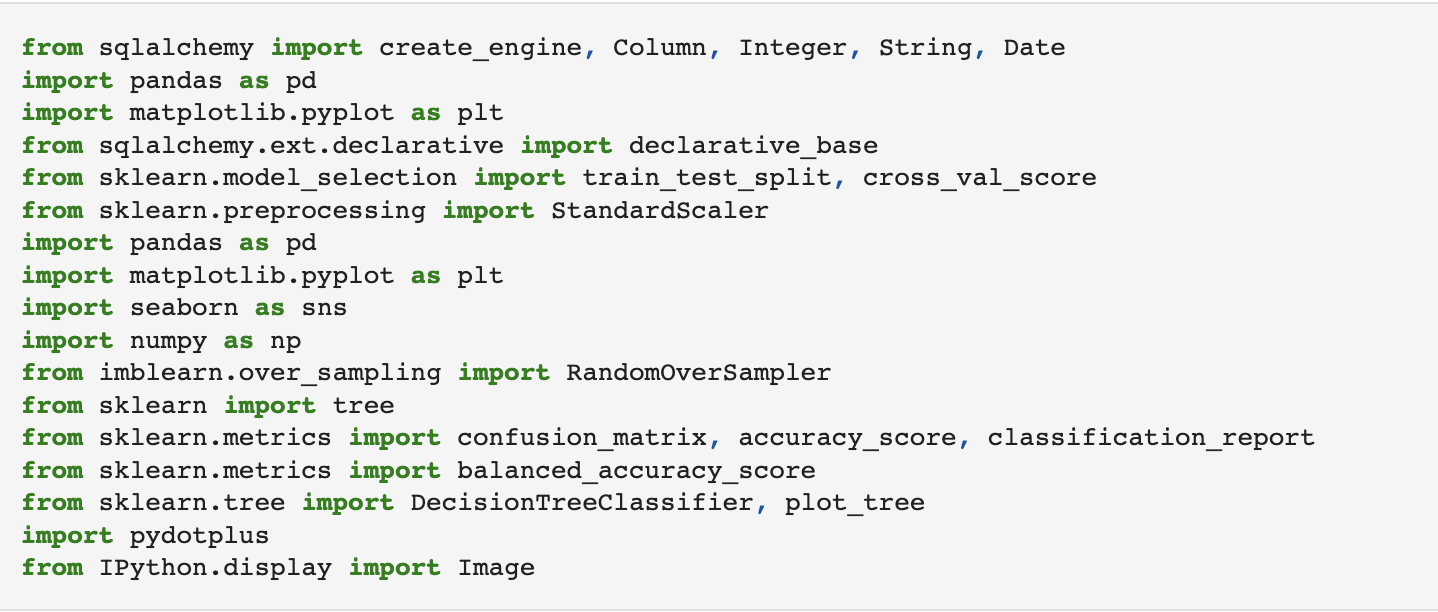 from sqlalchemy import create_engine, Column, Integer, String, Date
import pandas as pd
import matplotlib.pyplot as plt
from sqlalchemy.ext.declarative import declarative_base
from sklearn.model_selection import train_test_split, cross_val_score
from sklearn.preprocessing import StandardScaler
import pandas as pd
import matplotlib.pyplot as plt
import seaborn as sns
import numpy as np
from imblearn.over_sampling import RandomOverSampler
from sklearn import tree
from sklearn.metrics import confusion_matrix, accuracy_score, classification_report
from sklearn.metrics import balanced_accuracy_score
from sklearn.tree import DecisionTreeClassifier, plot_tree
import pydotplus
from IPython.display import Image